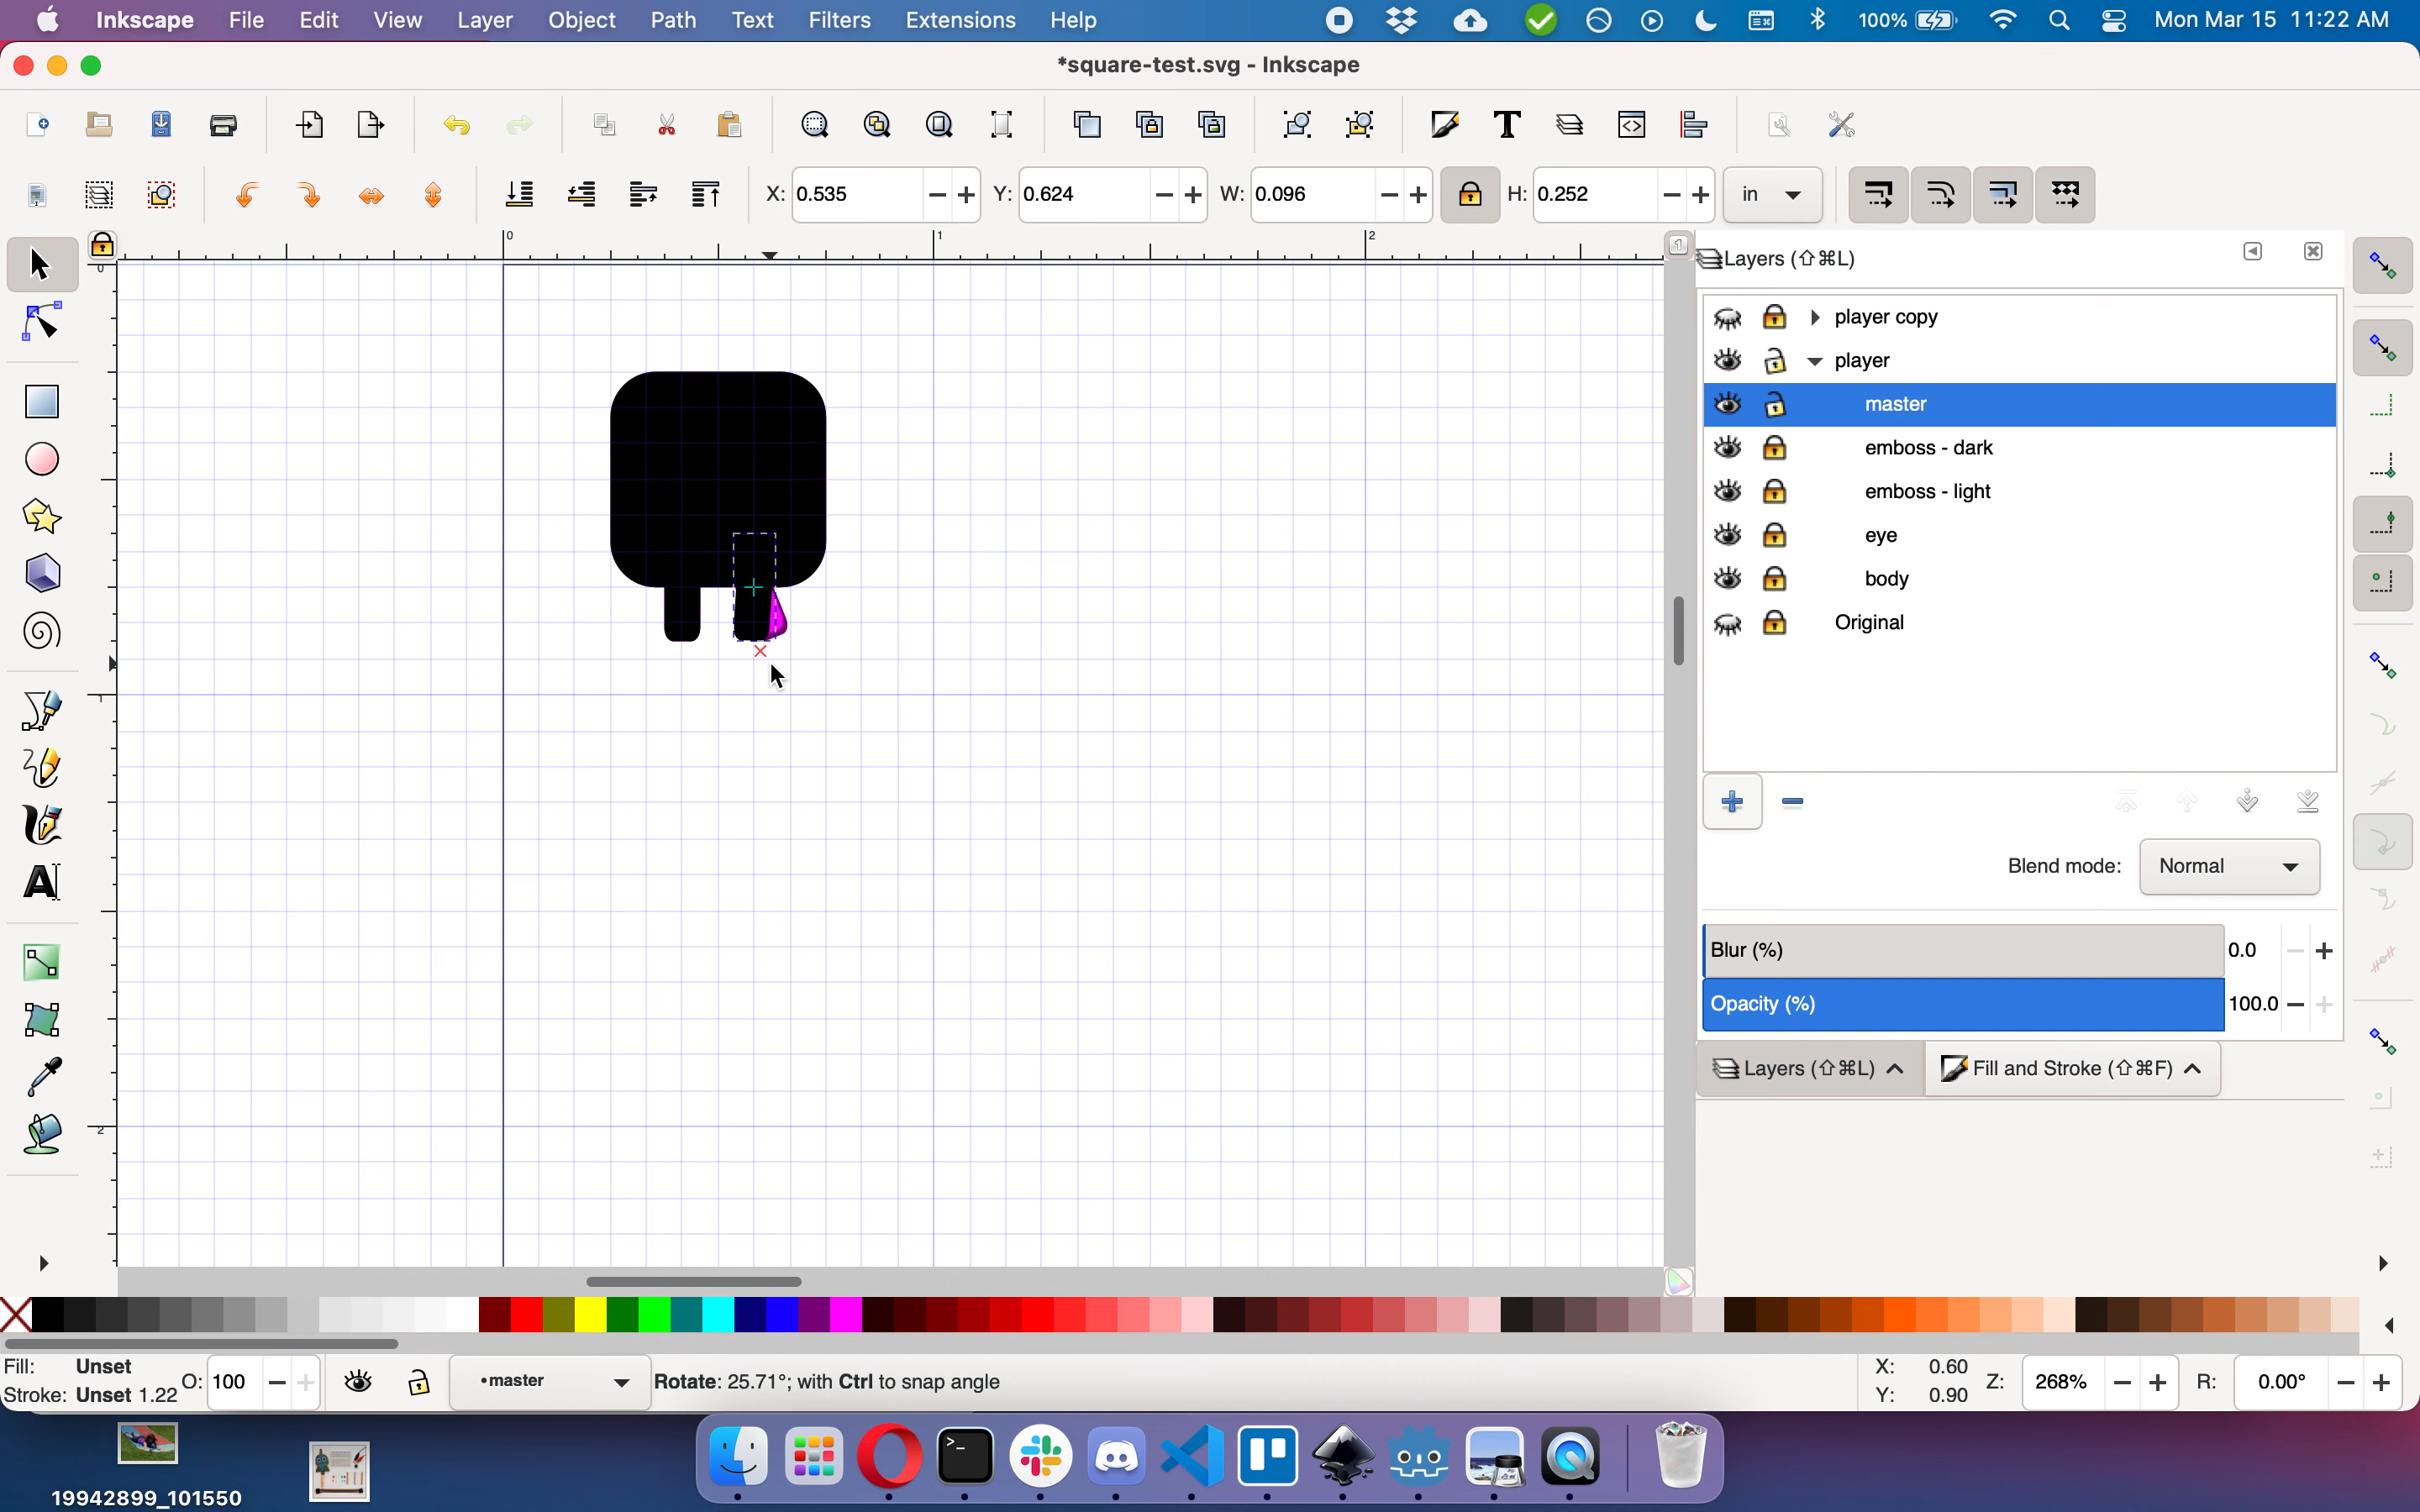 Inkscape File Edit View Layer Object Path Text Filters Extensions Help 100% Mon Mar 15 11:22 AM
*square-test.svg - Inkscape
X: 0.535 Y: 0.624 W: 0.096 H: 0.252 in
0 1 2
1
Layers (⇧⌘L)
player copy
player
master
emboss - dark
emboss - light
eye
body
Original
0
1
2
Blend mode: Normal
Blur (%) 0.0
Opacity (%) 100.0
Layers (⇧⌘L) Fill and Stroke (⇧⌘F)
Fill: Unset
Stroke: Unset 1.22
O: 100 •master Rotate: 25.71°; with Ctrl to snap angle
X: 0.60
Y: 0.90
Z: 268% R: 0.00°
19942899_101550